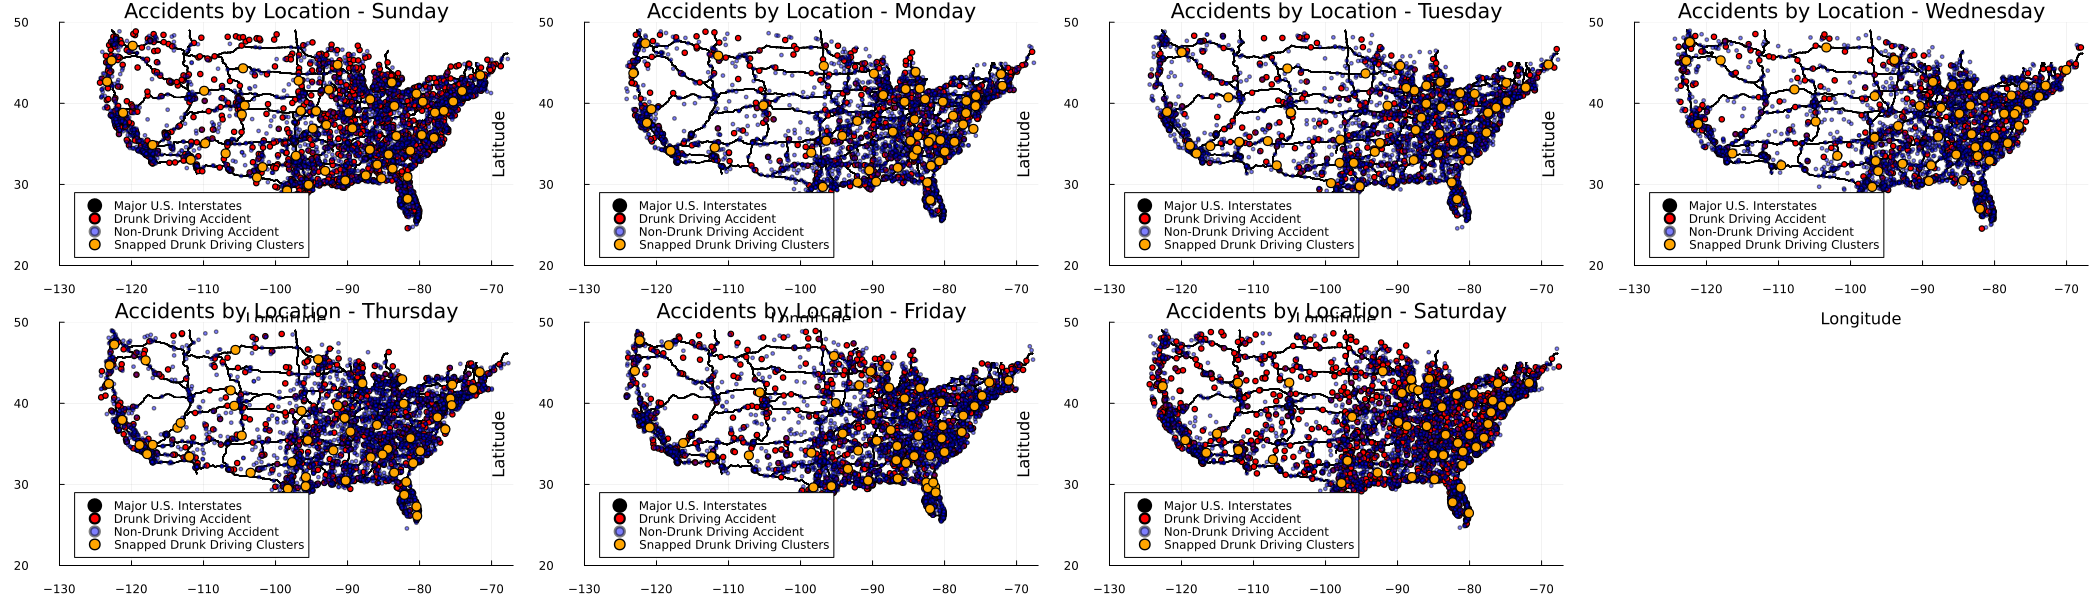 Accidents by Location - Sunday
Accidents by Location - Monday
Accidents by Location - Tuesday
Accidents by Location - Wednesday
50
40
30
20
−130
−120
−110
−100
−90
−80
−70
Major U.S. Interstates
Drunk Driving Accident
Non-Drunk Driving Accident
Snapped Drunk Driving Clusters
Longitude
50
40
30
20
Latitude
−130
−120
−110
−100
−90
−80
−70
Major U.S. Interstates
Drunk Driving Accident
Non-Drunk Driving Accident
Snapped Drunk Driving Clusters
Longitude
50
40
30
20
Latitude
−130
−120
−110
−100
−90
−80
−70
Major U.S. Interstates
Drunk Driving Accident
Non-Drunk Driving Accident
Snapped Drunk Driving Clusters
Longitude
50
40
30
20
Latitude
−130
−120
−110
−100
−90
−80
−70
Major U.S. Interstates
Drunk Driving Accident
Non-Drunk Driving Accident
Snapped Drunk Driving Clusters
Longitude
Accidents by Location - Thursday
Accidents by Location - Friday
Accidents by Location - Saturday
50
40
30
20
−130
−120
−110
−100
−90
−80
−70
Major U.S. Interstates
Drunk Driving Accident
Non-Drunk Driving Accident
Snapped Drunk Driving Clusters
50
40
30
20
Latitude
−130
−120
−110
−100
−90
−80
−70
Major U.S. Interstates
Drunk Driving Accident
Non-Drunk Driving Accident
Snapped Drunk Driving Clusters
50
40
30
20
Latitude
−130
−120
−110
−100
−90
−80
−70
Major U.S. Interstates
Drunk Driving Accident
Non-Drunk Driving Accident
Snapped Drunk Driving Clusters